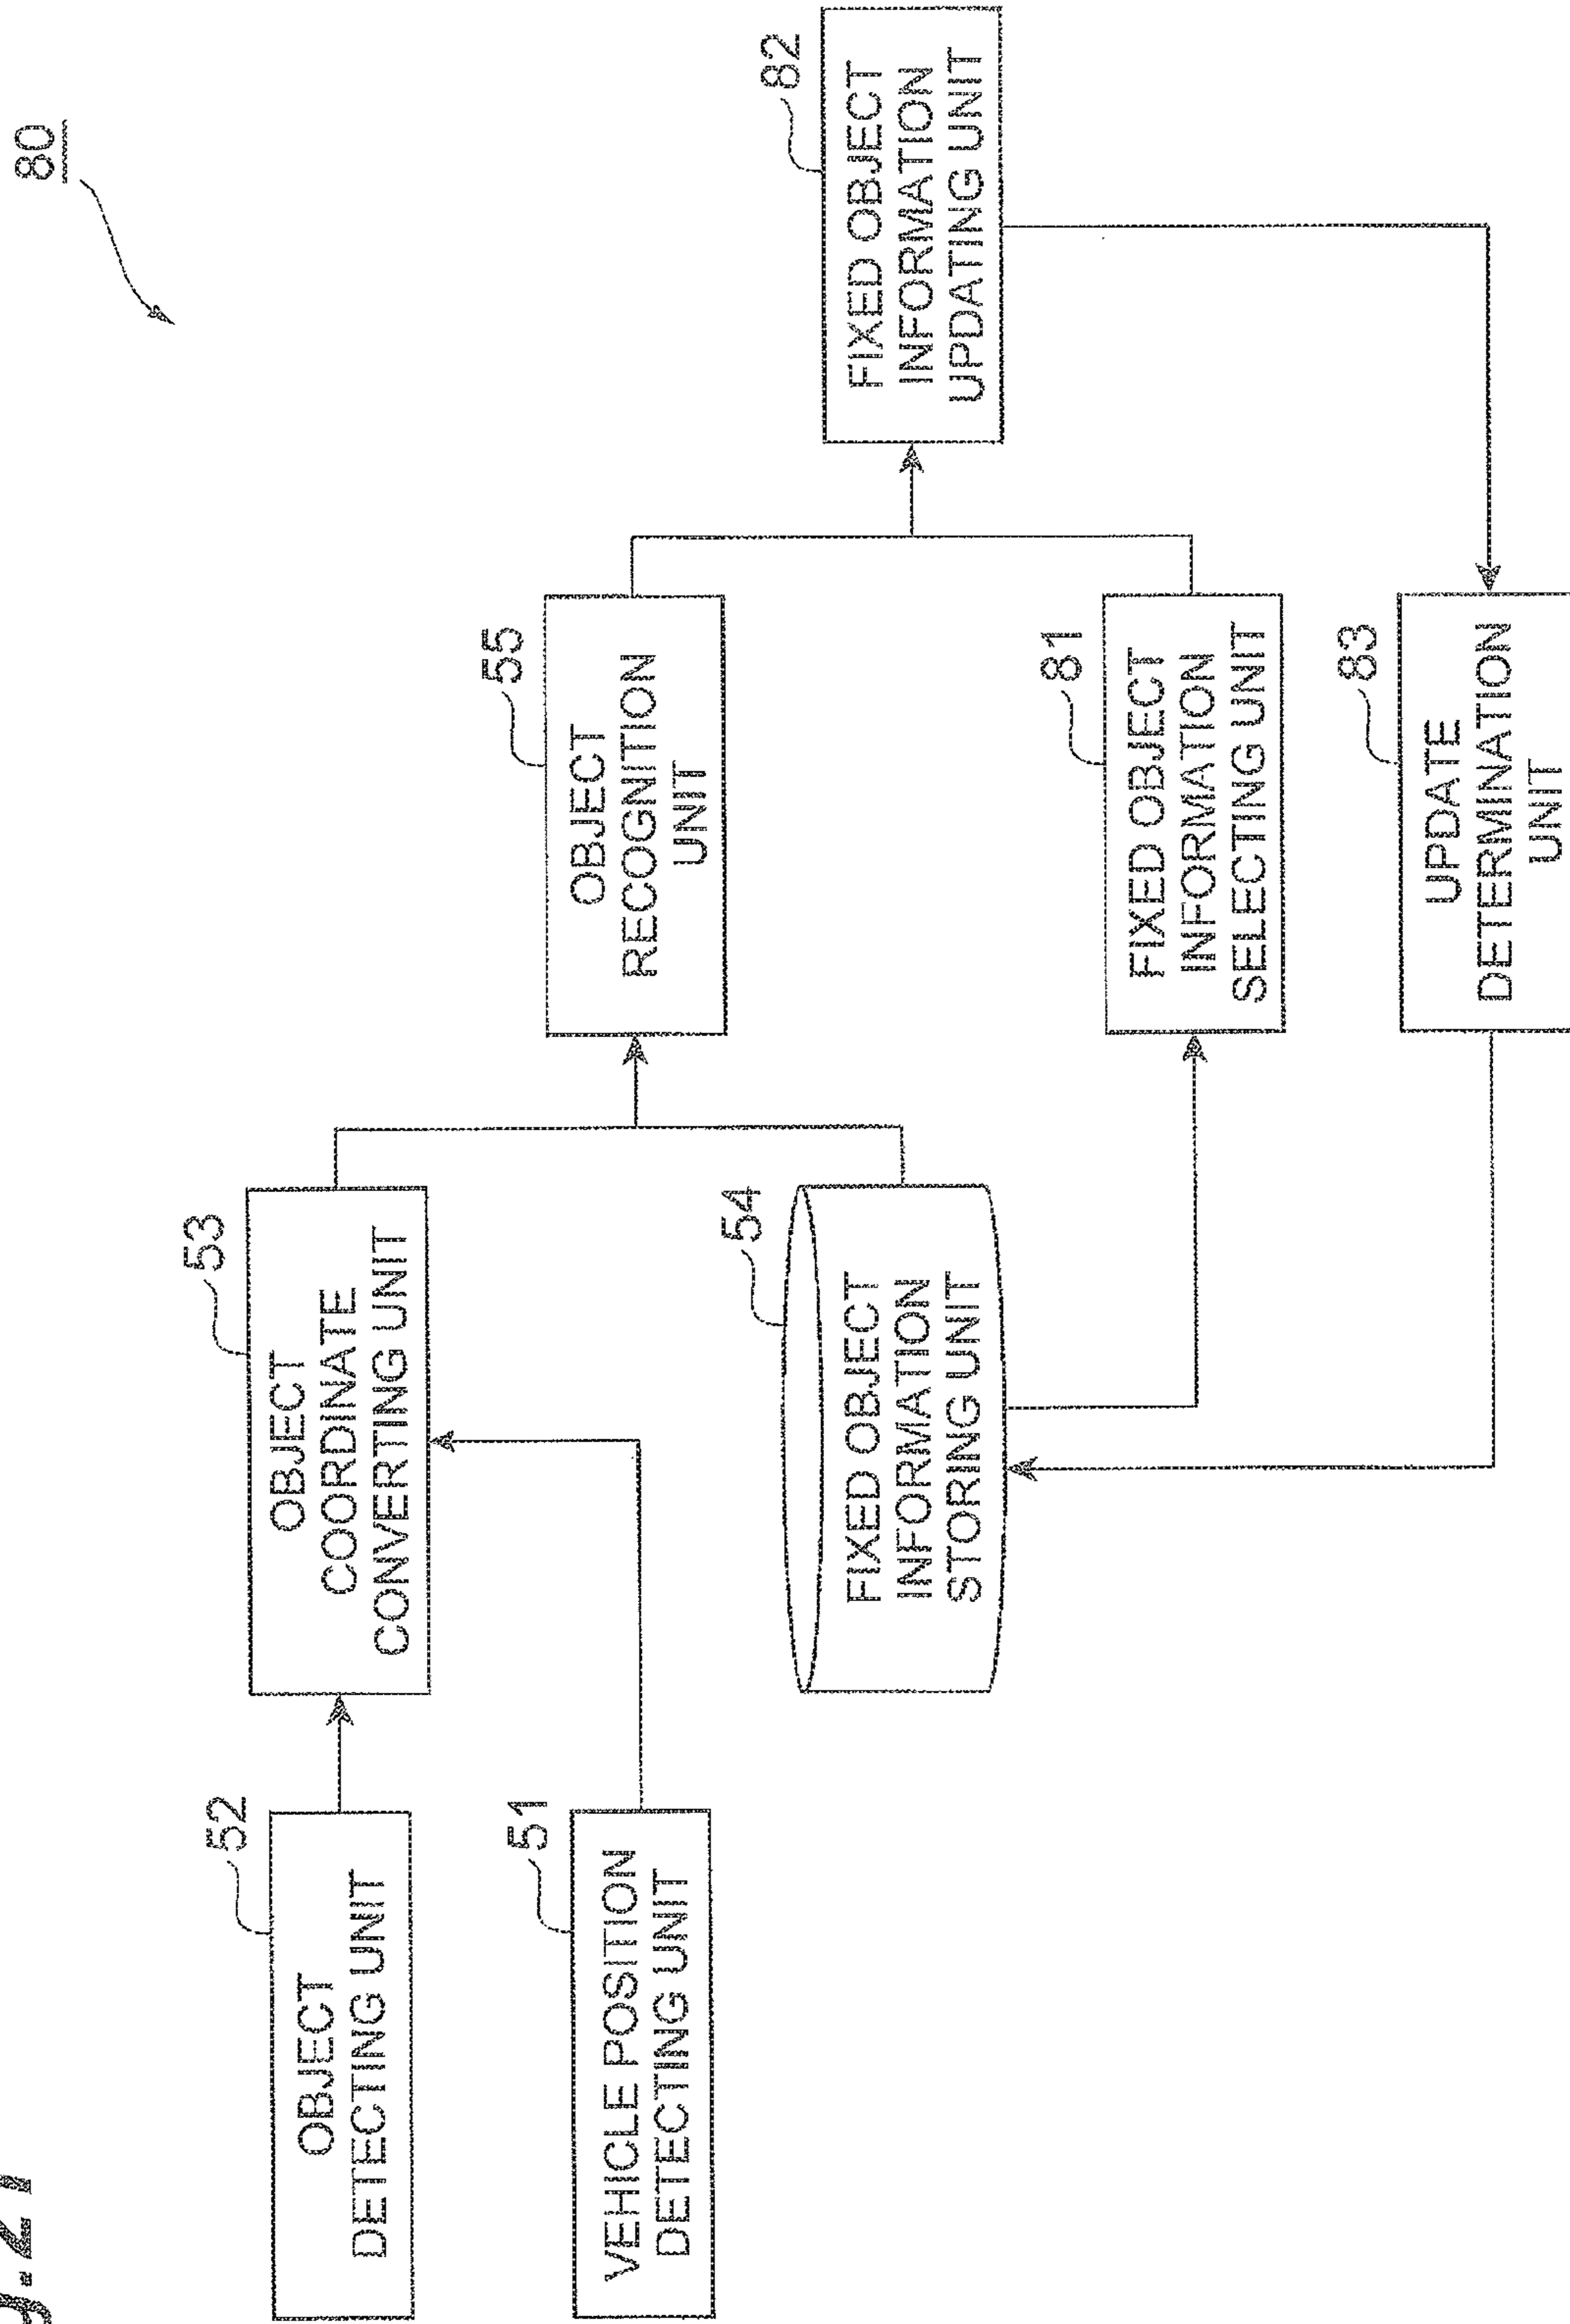 g.21
80
52
OBJECT
DETECTING UNIT
51
VEHICLE POSITION
DETECTING UNIT
53
OBJECT
COORDINATE
CONVERTING UNIT
54
FIXED OBJECT
INFORMATION
STORING UNIT
55
OBJECT
RECOGNITION
UNIT
81
FIXED OBJECT
INFORMATION
SELECTING UNIT
83
UPDATE
DETERMINATION
UNIT
82
FIXED OBJECT
INFORMATION
UPDATING UNIT